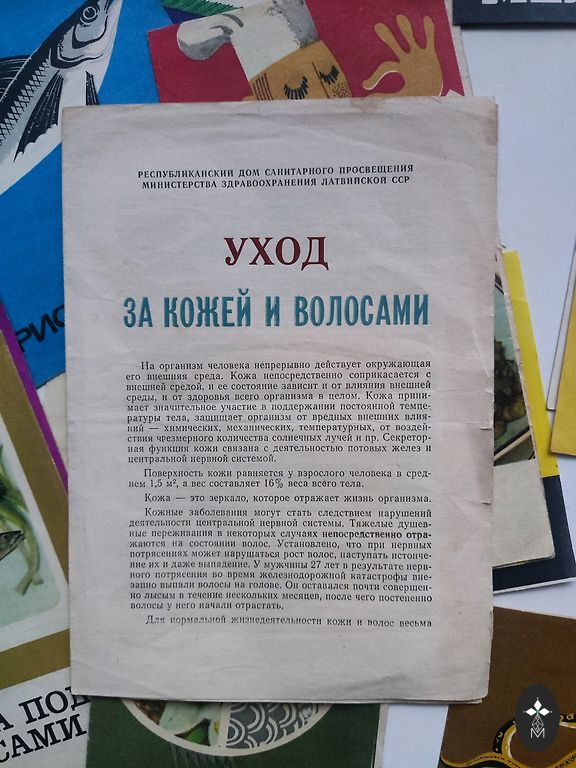 РЕСПУБЛИКАНСКИЙ ДОМ САНИТАРНОГО ПРОСВЕЩЕНИЯ
МИНИСТЕРСТВА ЗДРАВООХРАНЕНИЯ ЛАТВИЙСКОЙ ССР
УХОД
ЗА КОЖЕЙ И ВОЛОСАМИ
На организм человека непрерывно действует окружающая
его внешняя среда. Кожа непосредственно соприкасается с
внешней средой, и ее состояние зависит и от влияния внешней
среды, и от здоровья всего организма в целом. Кожа прини-
мает значительное участие в поддержании постоянной темпе-
ратуры тела, защищает организм от вредных внешних влия-
ний — химических, механических, температурных, от воздей-
ствия чрезмерного количества солнечных лучей и пр. Секретор-
ная функция кожи связана с деятельностью потовых желез и
центральной нервной системой.
Поверхность кожи равняется у взрослого человека в сред-
нем 1,5 м², а вес составляет 16% веса всего тела.
Кожа — это зеркало, которое отражает жизнь организма.
Кожные заболевания могут стать следствием нарушений
деятельности центральной нервной системы. Тяжелые душев-
ные переживания в некоторых случаях непосредственно отра-
жаются на состоянии волос. Установлено, что при нервных
потрясениях может нарушаться рост волос, наступать истонче-
ние их и даже выпадение. У мужчины 27 лет в результате нерв-
ного потрясения во время железнодорожной катастрофы вне-
запно выпали волосы на голове. Он оставался почти совершен-
но лысым в течение нескольких месяцев, после чего постепенно
волосы у него начали отрастать.
Для нормальной жизнедеятельности кожи и волос весьма
РИС
А ПОД
САМИ
М